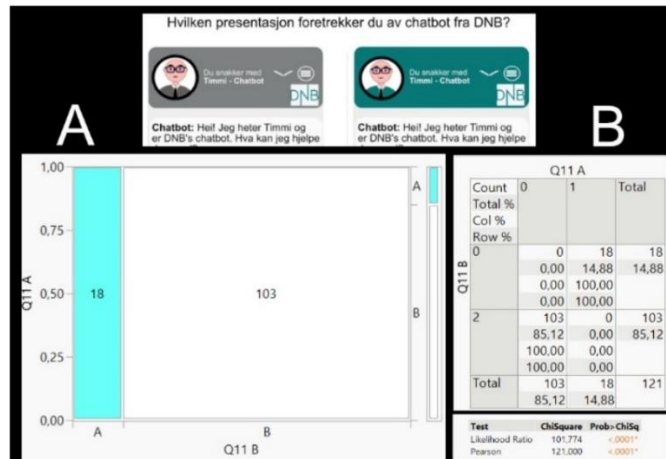 Hvilken presentasjon foretrekker du av chatbot fra DNB?
A
Du snakker med
Timmi - Chatbot
DNB
Chatbot: Hei! Jeg heter Timmi og
er DNB's chatbot. Hva kan jeg hjelpe
Du snakker med
Timmi - Chatbot
DNB
Chatbot: Hei! Jeg heter Timmi og
er DNB's chatbot. Hva kan jeg hjelpe
B
1,00
0,75
0,50
0,25
0,00
Q11 A
18
103
A
B
A
B
Q11 B
Q11 A
Count 0 1 Total
Total %
Col %
Row %
Q11 B
0 0 18 18
0,00 14,88 14,88
0,00 100,00
0,00 100,00
2 103 0 103
85,12 0,00 85,12
100,00 0,00
100,00 0,00
Total 103 18 121
85,12 14,88
Test ChiSquare Prob>ChiSq
Likelihood Ratio 101,774 <,0001*
Pearson 121,000 <,0001*